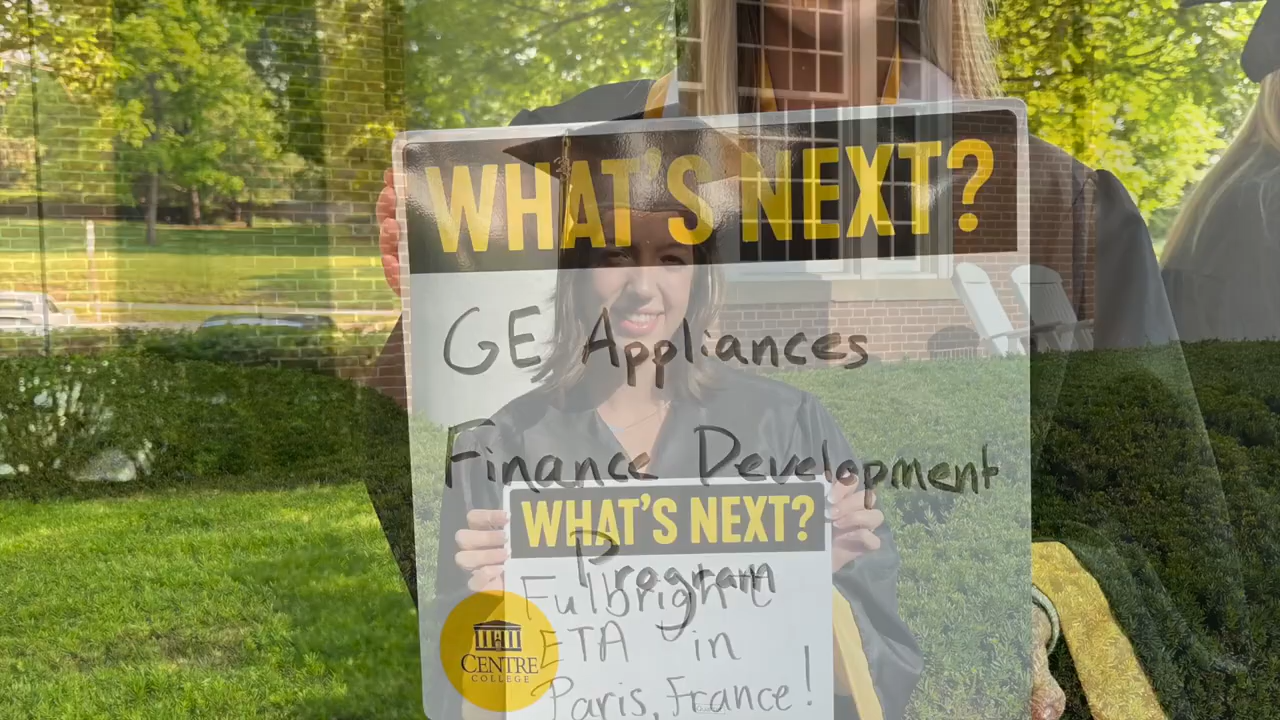 WHAT'S NEXT?
GE Appliances
Finance Development
Program
CENTRE
COLLEGE
WHAT'S NEXT?
Fulbright
ETA in
Paris, France!